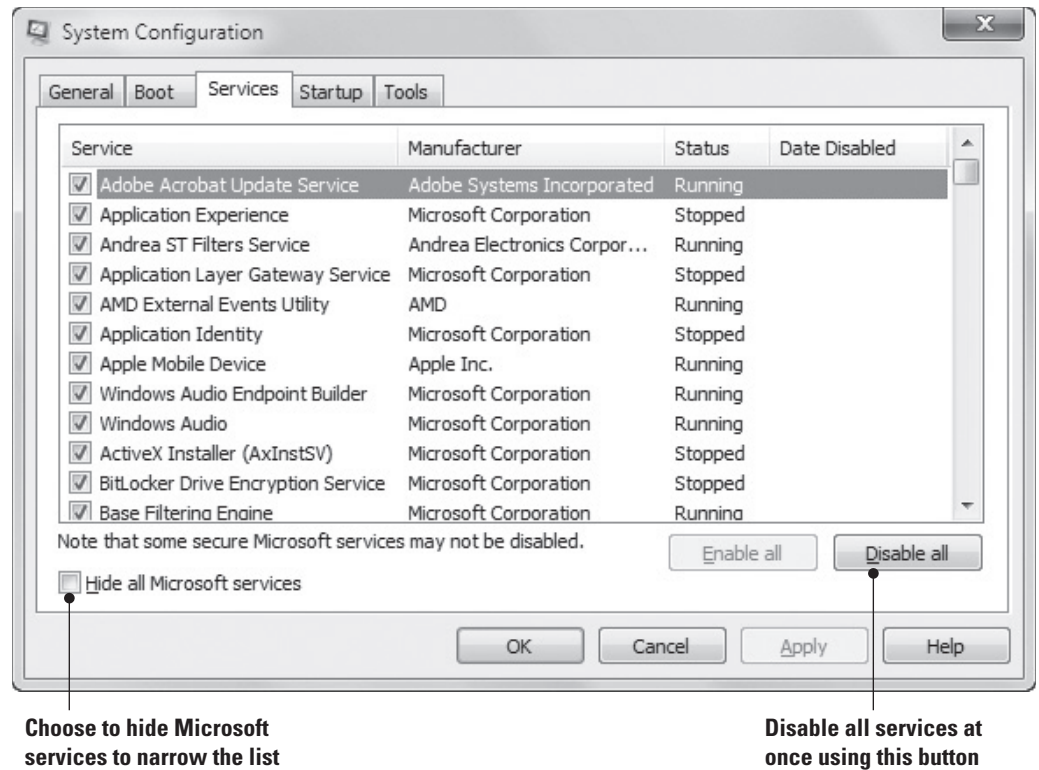 System Configuration
X
General Boot Services Startup Tools
Service Manufacturer Status Date Disabled
Adobe Acrobat Update Service Adobe Systems Incorporated Running
Application Experience Microsoft Corporation Stopped
Andrea ST Filters Service Andrea Electronics Corpor... Running
Application Layer Gateway Service Microsoft Corporation Stopped
AMD External Events Utility AMD Running
Application Identity Microsoft Corporation Stopped
Apple Mobile Device Apple Inc. Running
Windows Audio Endpoint Builder Microsoft Corporation Running
Windows Audio Microsoft Corporation Running
ActiveX Installer (AxInstSV) Microsoft Corporation Stopped
BitLocker Drive Encryption Service Microsoft Corporation Stopped
Base Filtering Engine Microsoft Corporation Running
Note that some secure Microsoft services may not be disabled.
Enable all Disable all
Hide all Microsoft services
OK Cancel Apply Help
Choose to hide Microsoft
services to narrow the list
Disable all services at
once using this button